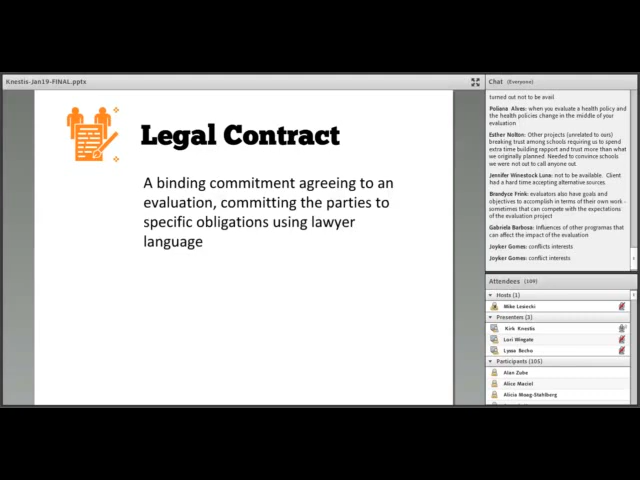 Knestis-Jan19-FINAL.pptx
Legal Contract
A binding commitment agreeing to an
evaluation, committing the parties to
specific obligations using lawyer
language
Chat (Everyone)
turned out not to be avail
Poliana Alves: when you evaluate a health policy and
the health policies change in the middle of your
evaluation
Esther Nolton: Other projects (unrelated to ours)
breaking trust among schools requiring us to spend
extra time building rapport and trust more than what
we originally planned. Needed to convince schools
we were not out to call anyone out.
Jennifer Winestock Luna: not to be available. Client
had a hard time accepting alternative sources.
Brandyce Frink: evaluators also have goals and
objectives to accomplish in terms of their own work -
sometimes that can compete with the expectations
of the evaluation project
Gabriela Barbosa: Influences of other programas that
can affect the impact of the evaluation
Joyker Gomes: conflicts interests
Joyker Gomes: conflict interests
Attendees (109)
Hosts (1)
Mike Lesiecki
Presenters (3)
Kirk Knestis
Lori Wingate
Lyssa Becho
Participants (105)
Alan Zube
Alice Maciel
Alicia Waag-Stahlberg